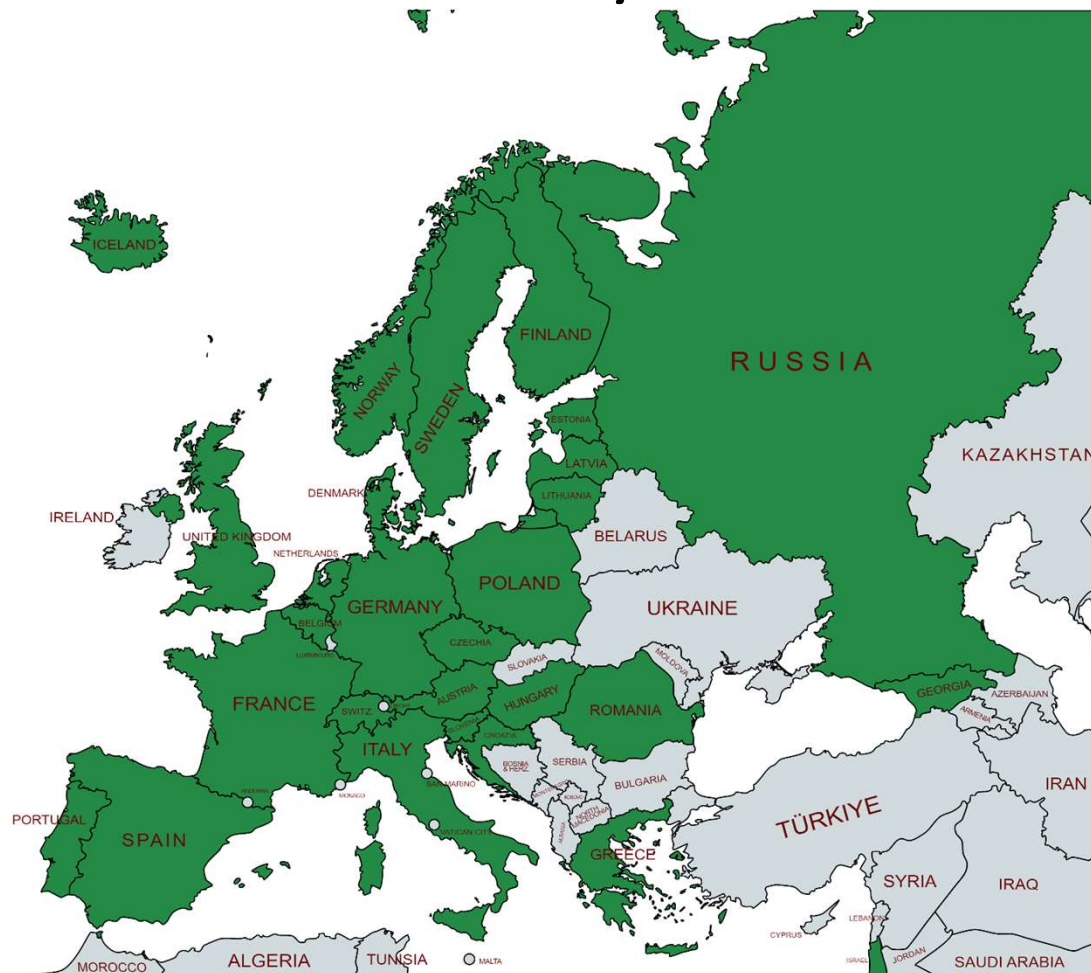 ICELAND
FINLAND
RUSSIA
NORWAY
SWEDEN
ESTONIA
KAZAKHSTAN
LATVIA
DENMARK
LITHUANIA
IRELAND
UNITED KINGDOM
BELARUS
NETHERLANDS
POLAND
GERMANY
UKRAINE
BELGIUM
CZECHIA
LUXEMBOURG
SLOVAKIA
MOLDOVA
AUSTRIA
HUNGARY
GEORGIA
AZERBAIJAN
FRANCE
SWITZ.
ROMANIA
ARMENIA
SLOVENIA
CROATIA
ITALY
BOSNIA
& HERZ.
SERBIA
SAN MARINO
BULGARIA
IRAN
MONACO
MONTENEGRO
KOSOVO
ANDORRA
NORTH
MACEDONIA
TÜRKIYE
PORTUGAL
SPAIN
VATICAN CITY
ALBANIA
GREECE
SYRIA
IRAQ
LEBANON
CYPRUS
MOROCCO
ALGERIA
TUNISIA
MALTA
ISRAEL
JORDAN
SAUDI ARABIA